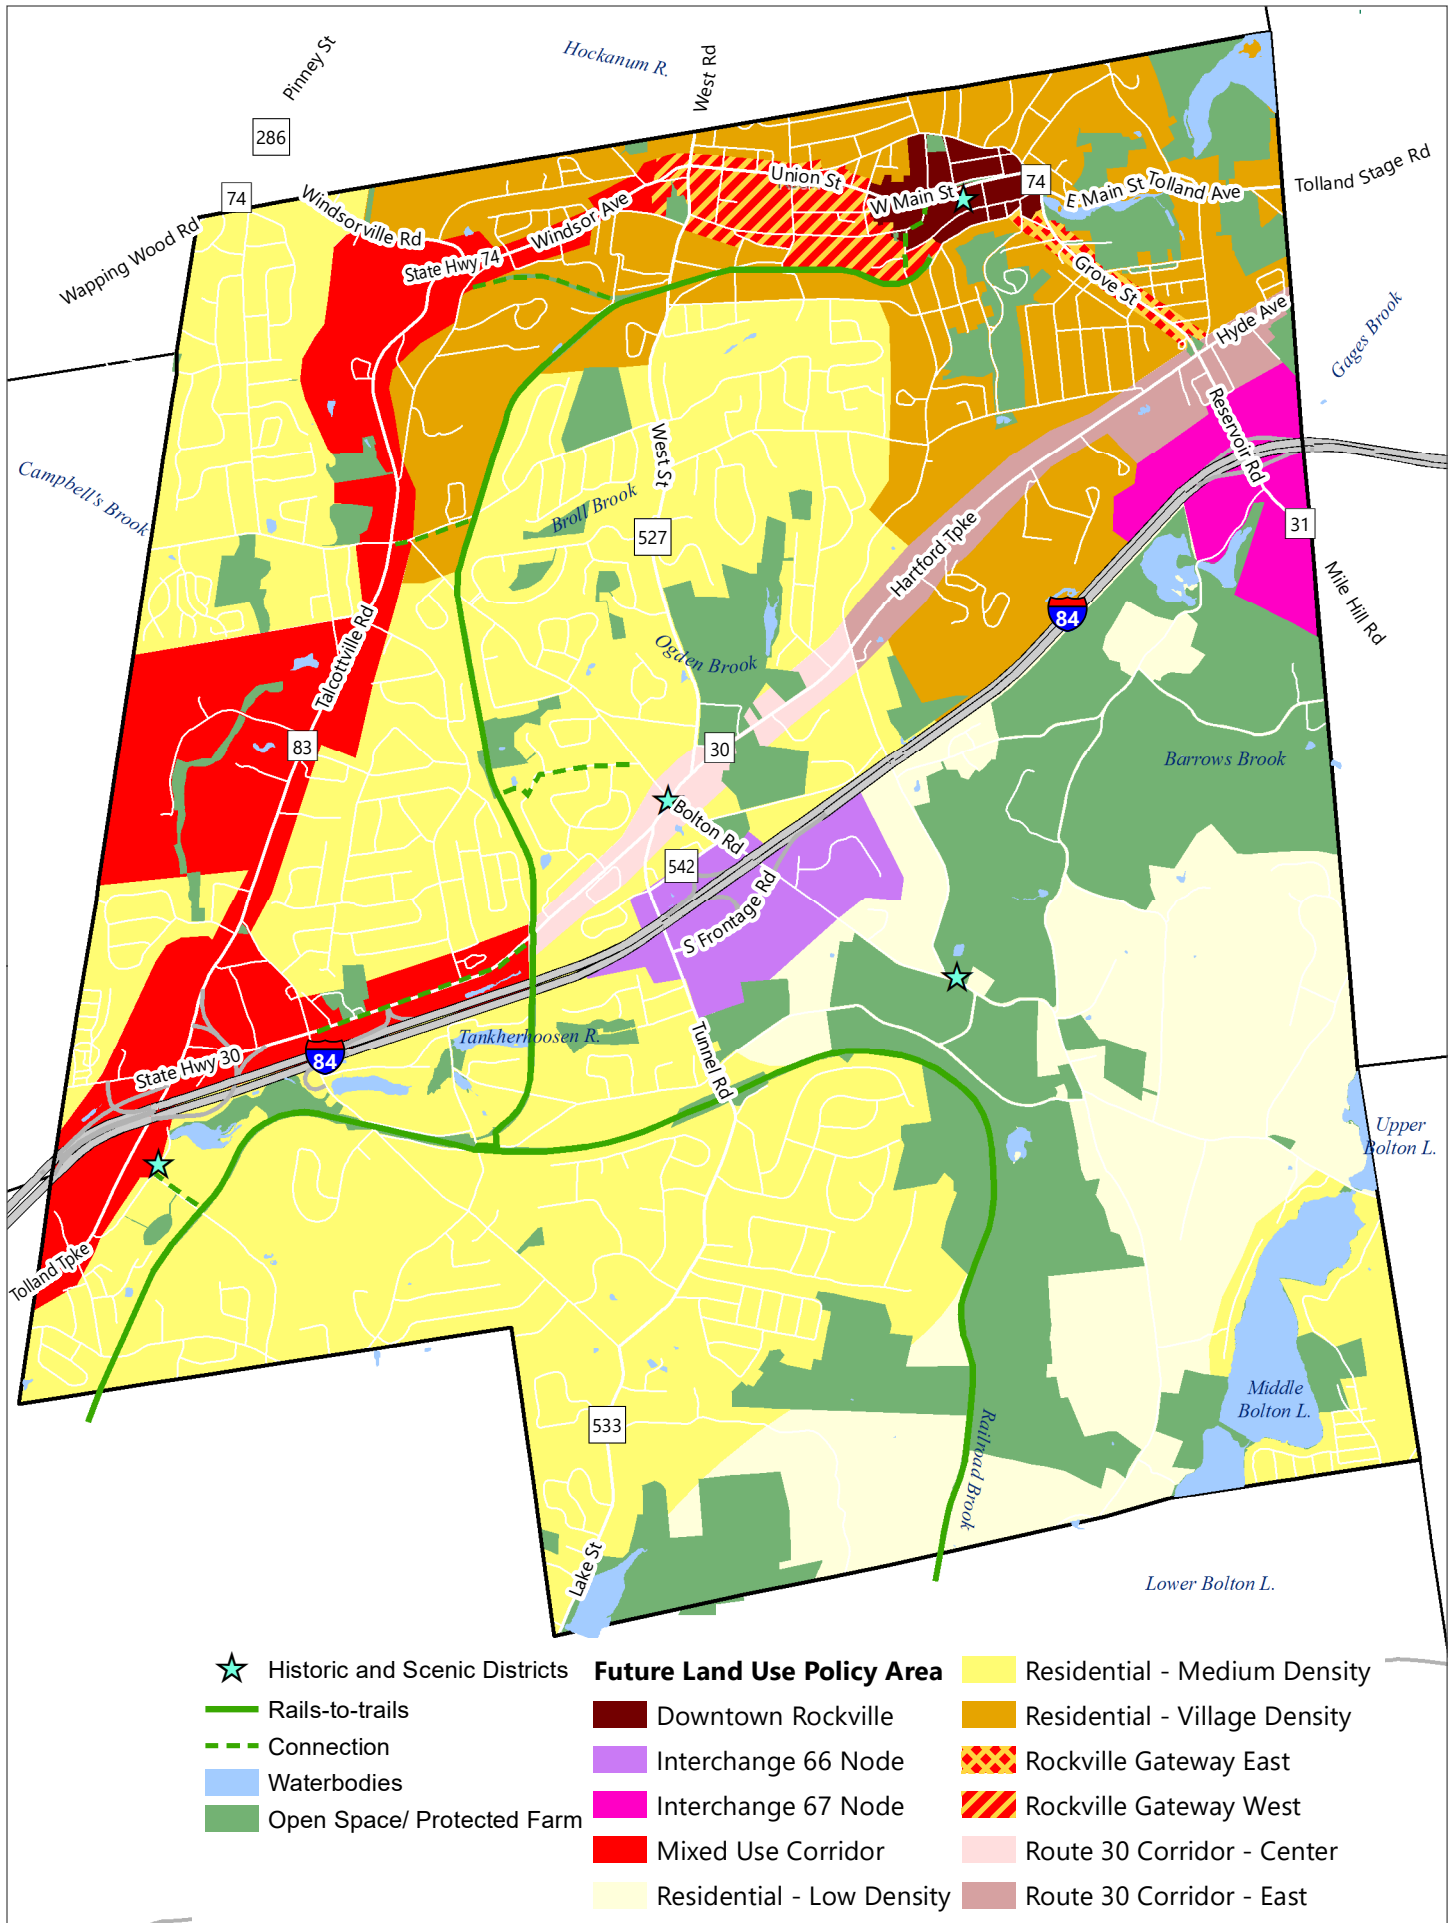 Hockanum R.
Pinney St
West Rd
286
74
Windsorville Rd
Wapping Wood Rd
State Hwy 74
Windsor Ave
Union St
W Main St
74
E Main St
Tolland Ave
Tolland Stage Rd
Grove St
Hyde Ave
Gages Brook
Reservoir Rd
West St
Campbell's Brook
Broll Brook
527
31
Hartford Tpke
Mile Hill Rd
84
Talcottville Rd
Ogden Brook
83
30
Barrows Brook
Bolton Rd
542
S Frontage Rd
Tankherhoosen R.
84
State Hwy 30
Tunnel Rd
Upper
Bolton L.
Tolland Tpke
Middle
Bolton L.
533
Railroad Brook
Lake St
Lower Bolton L.
Historic and Scenic Districts
Rails-to-trails
Connection
Waterbodies
Open Space/ Protected Farm
Future Land Use Policy Area
Downtown Rockville
Interchange 66 Node
Interchange 67 Node
Mixed Use Corridor
Residential - Low Density
Residential - Medium Density
Residential - Village Density
Rockville Gateway East
Rockville Gateway West
Route 30 Corridor - Center
Route 30 Corridor - East